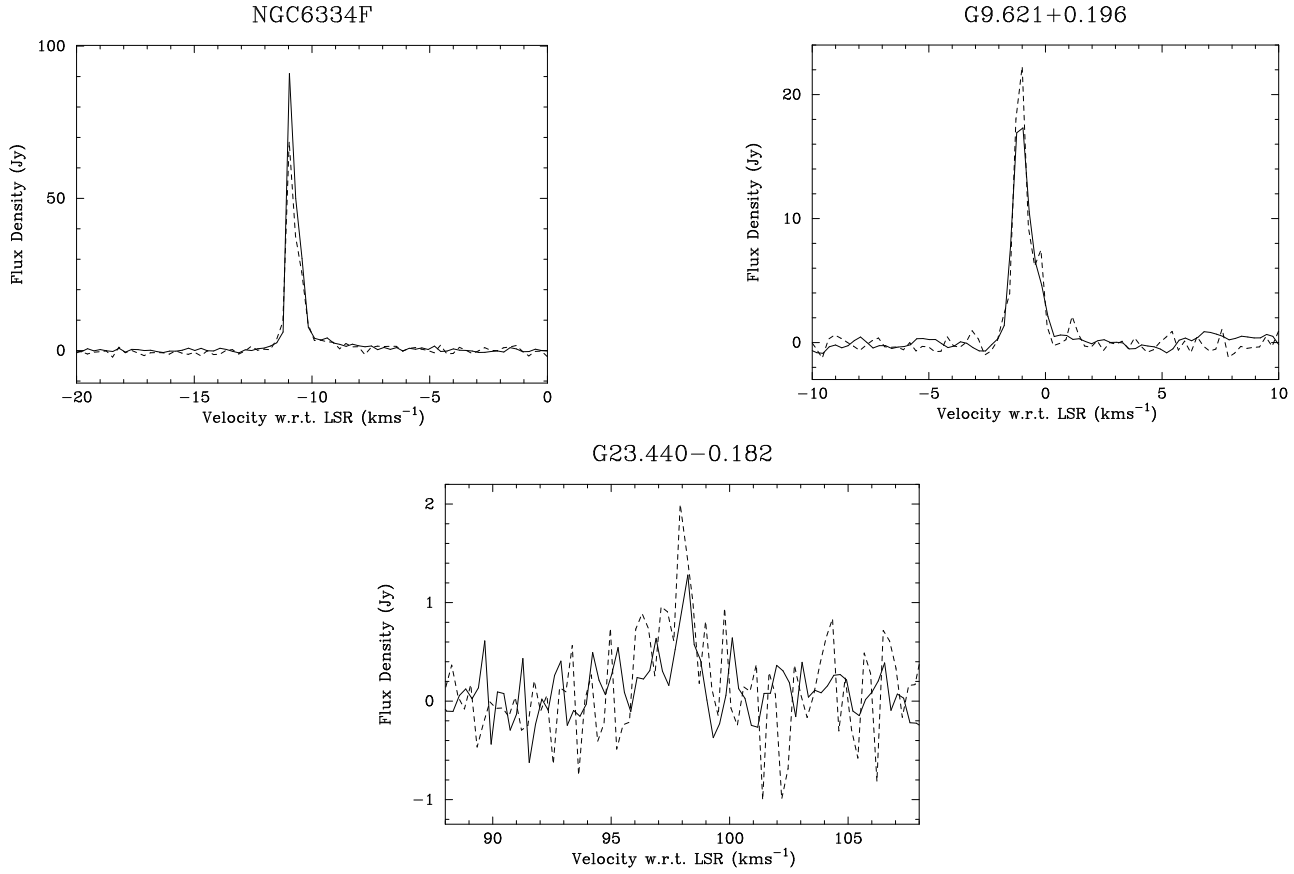 NGC6334F
100
50
0
Flux Density (Jy)
−20 −15 −10 −5 0
Velocity w.r.t. LSR (kms⁻¹)
G9.621+0.196
20
10
0
Flux Density (Jy)
−10 −5 0 5 10
Velocity w.r.t. LSR (kms⁻¹)
G23.440−0.182
2
1
0
−1
Flux Density (Jy)
90 95 100 105
Velocity w.r.t. LSR (kms⁻¹)